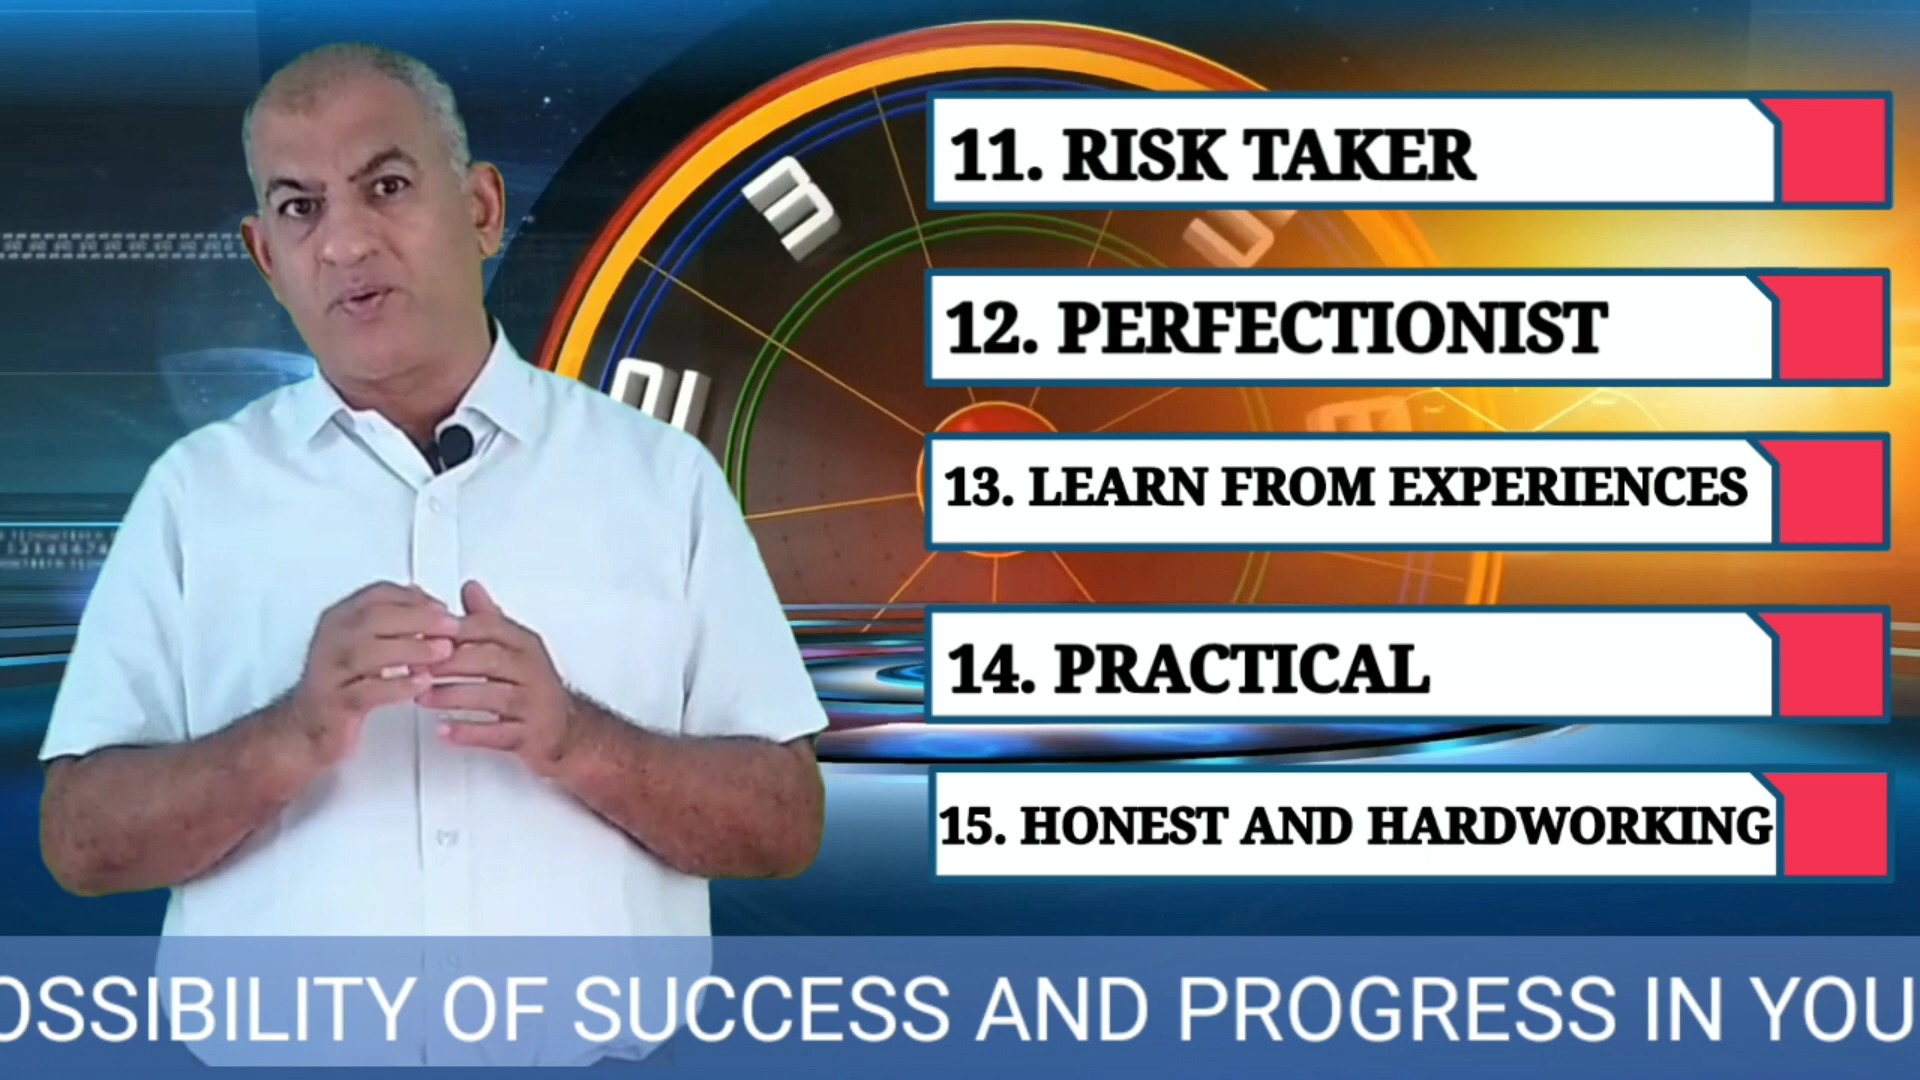 11. RISK TAKER
12. PERFECTIONIST
13. LEARN FROM EXPERIENCES
14. PRACTICAL
15. HONEST AND HARDWORKING
OSSIBILITY OF SUCCESS AND PROGRESS IN YOU